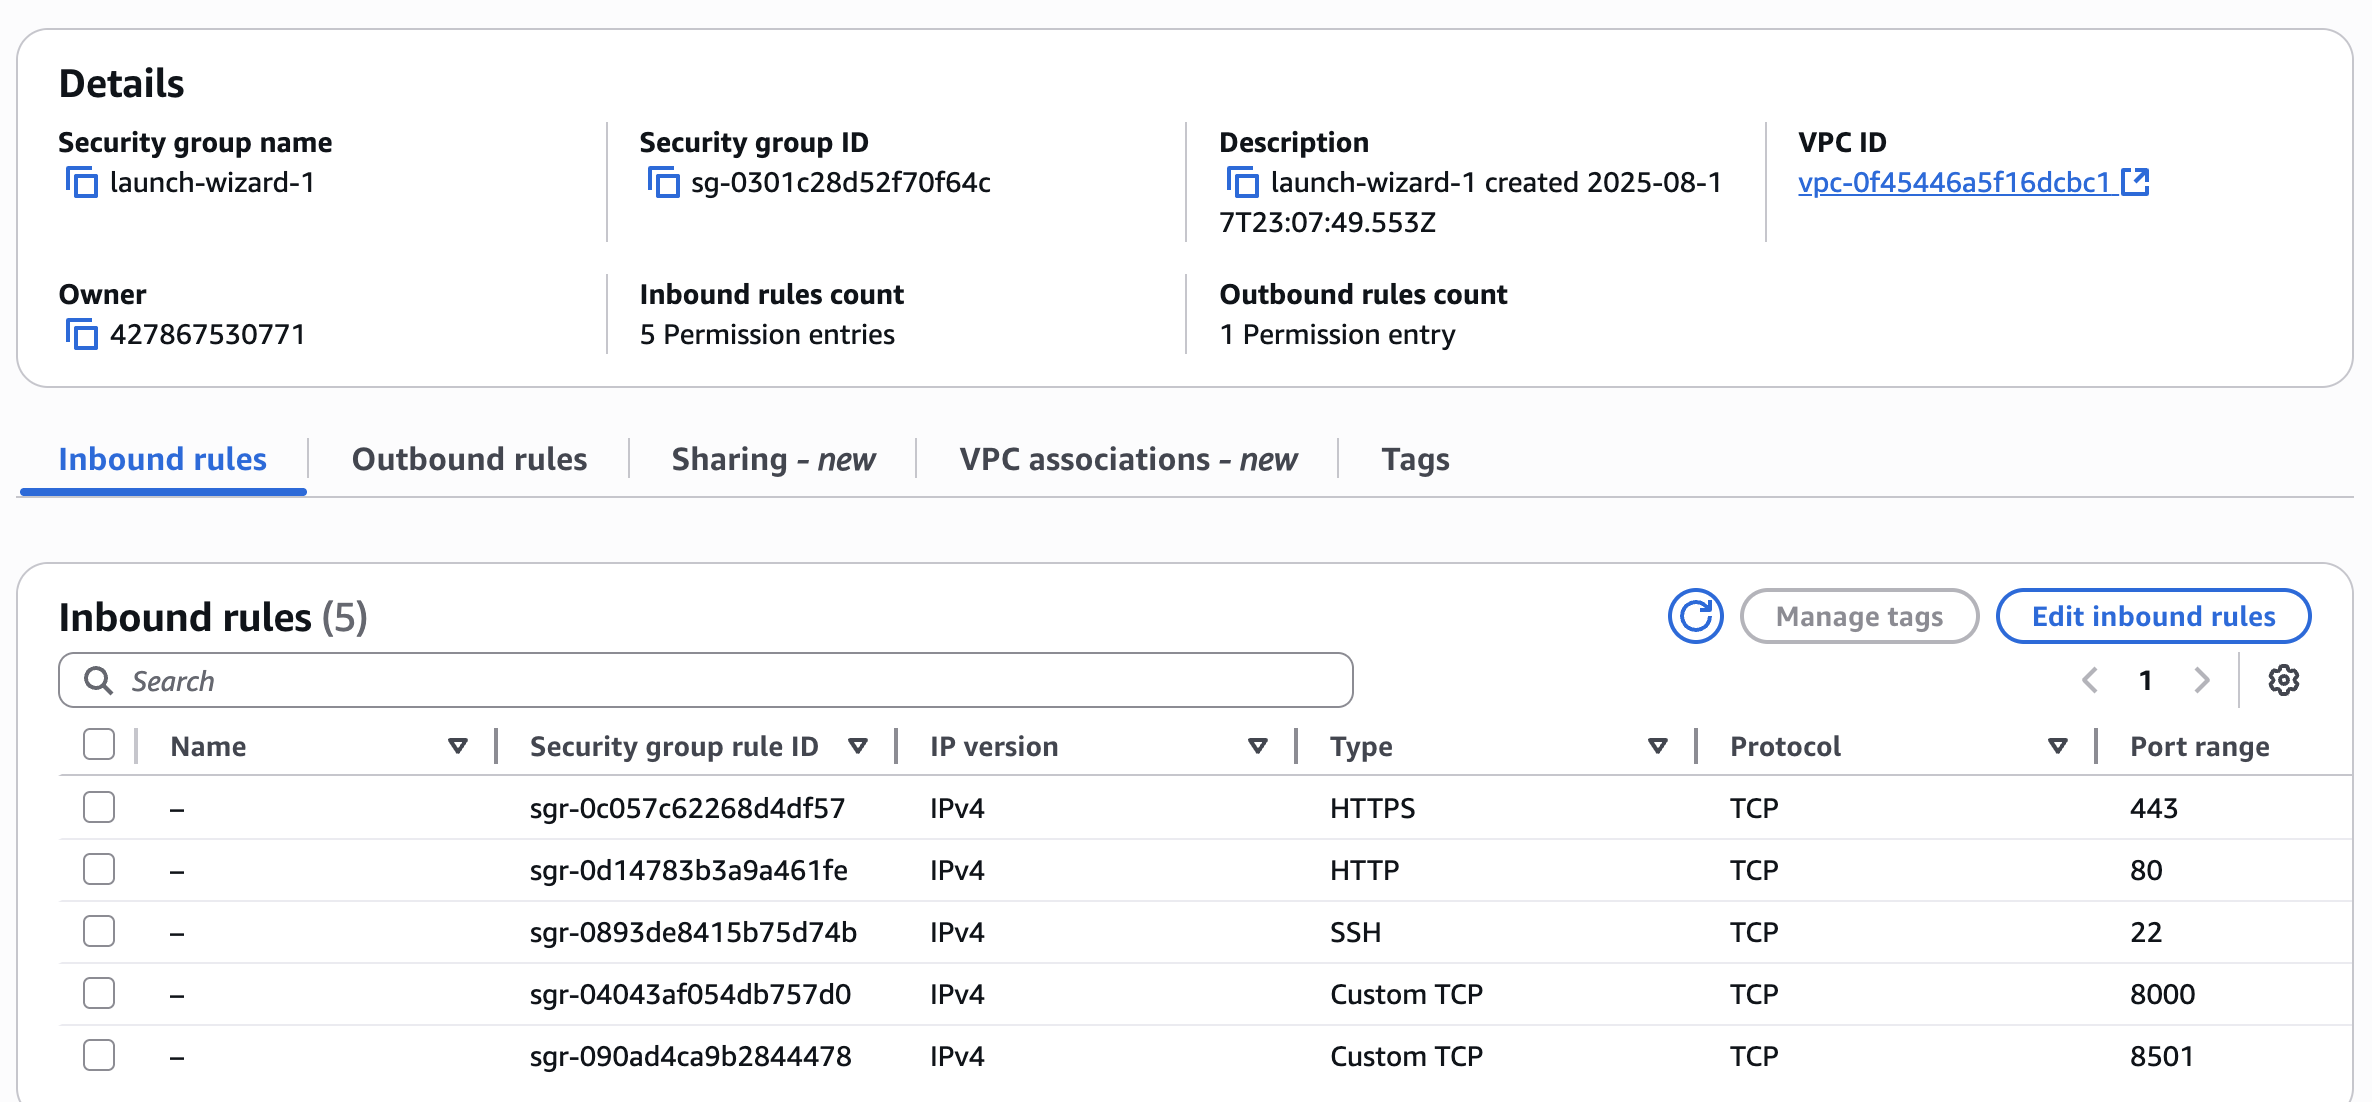 Details
Security group name
launch-wizard-1
Security group ID
sg-0301c28d52f70f64c
Description
launch-wizard-1 created 2025-08-1
7T23:07:49.553Z
VPC ID
vpc-0f45446a5f16dcbc1
Owner
427867530771
Inbound rules count
5 Permission entries
Outbound rules count
1 Permission entry
Inbound rules
Outbound rules
Sharing - new
VPC associations - new
Tags
Inbound rules (5)
Manage tags
Edit inbound rules
Search
1
Name Security group rule ID IP version Type Protocol Port range
– sgr-0c057c62268d4df57 IPv4 HTTPS TCP 443
– sgr-0d14783b3a9a461fe IPv4 HTTP TCP 80
– sgr-0893de8415b75d74b IPv4 SSH TCP 22
– sgr-04043af054db757d0 IPv4 Custom TCP TCP 8000
– sgr-090ad4ca9b2844478 IPv4 Custom TCP TCP 8501